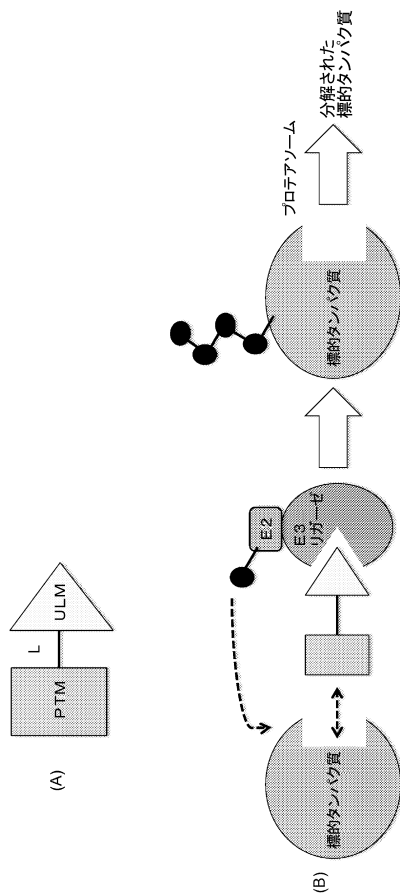 (A)
PTM
L
ULM
(B)
標的タンパク質
E2
E3
リガーゼ
標的タンパク質
プロテアソーム
分解された
標的タンパク質